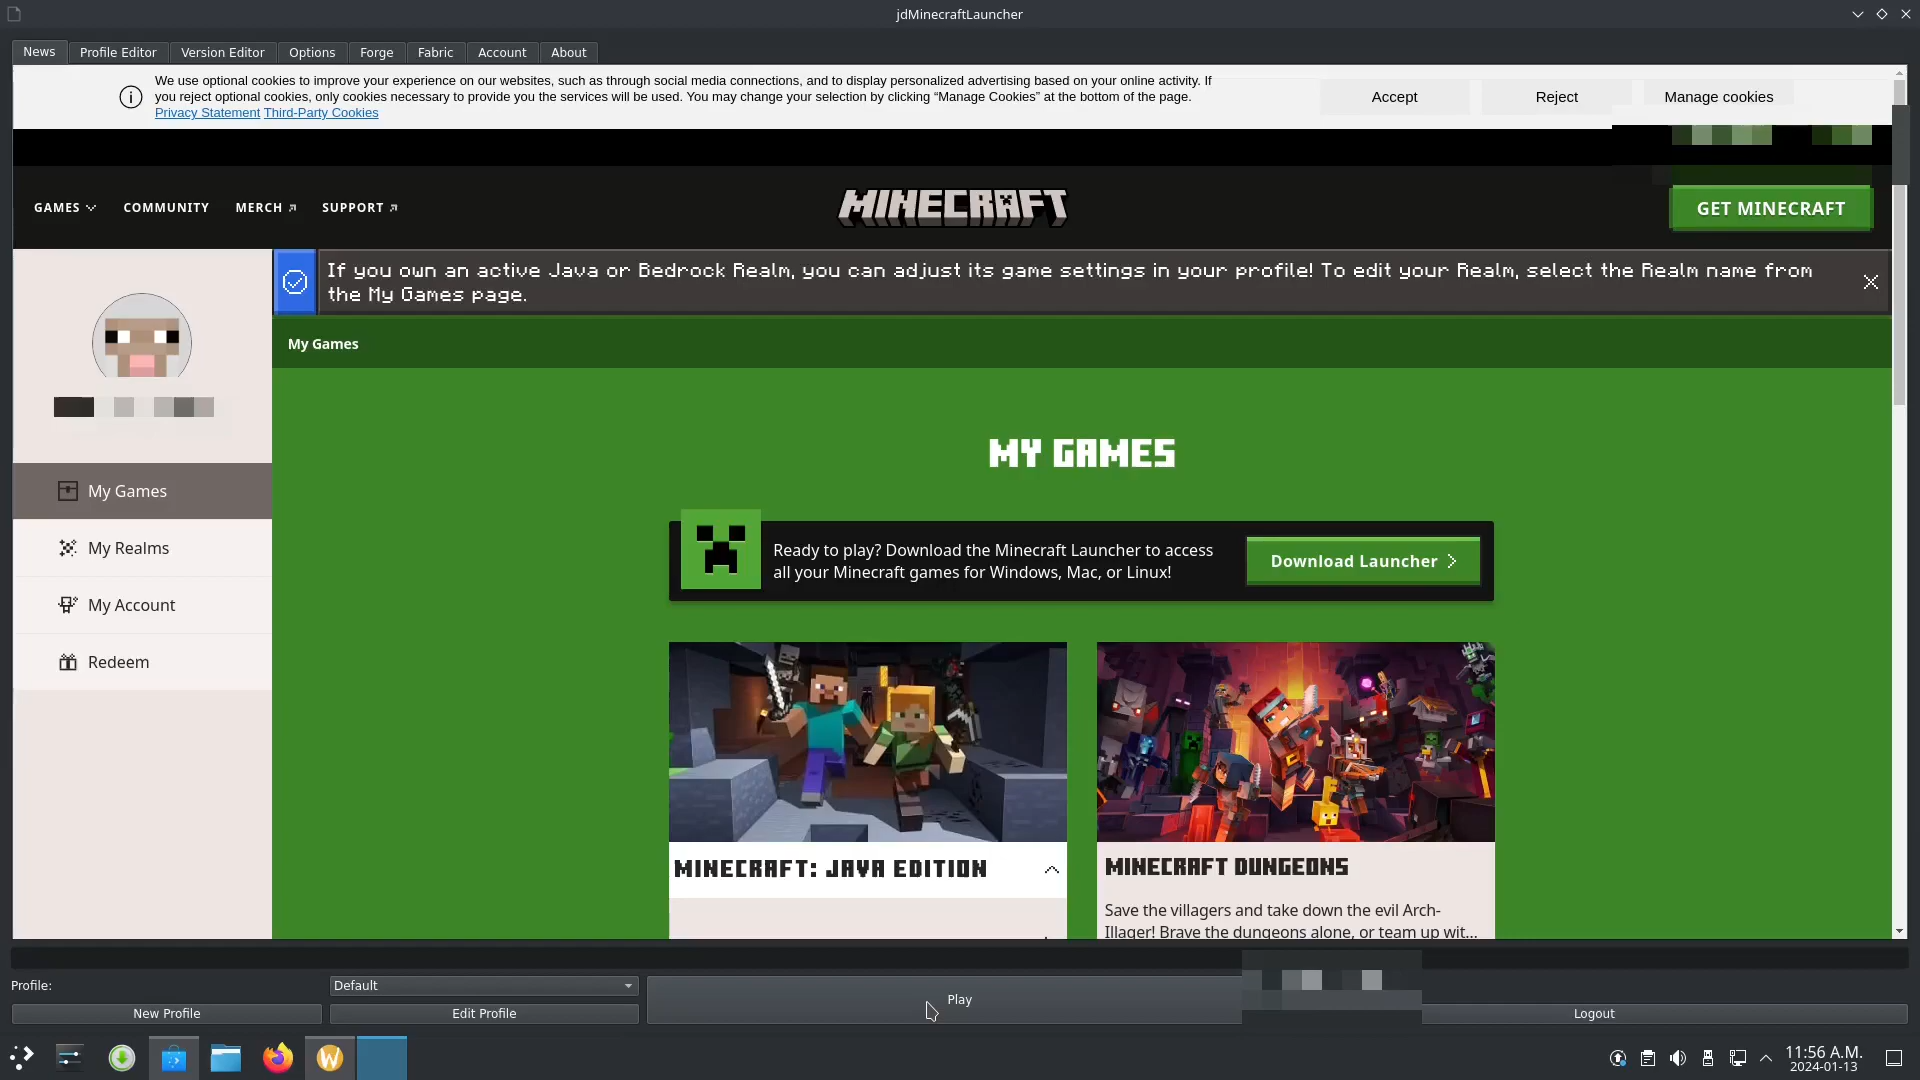 jdMinecraftLauncher
News Profile Editor Version Editor Options Forge Fabric Account About
We use optional cookies to improve your experience on our websites, such as through social media connections, and to display personalized advertising based on your online activity. If
you reject optional cookies, only cookies necessary to provide you the services will be used. You may change your selection by clicking “Manage Cookies” at the bottom of the page.
Privacy Statement Third-Party Cookies
Accept Reject Manage cookies
GAMES COMMUNITY MERCH SUPPORT
MINECRAFT
GET MINECRAFT
If you own an active Java or Bedrock Realm, you can adjust its game settings in your profile! To edit your Realm, select the Realm name from
the My Games page.
My Games
MY GAMES
My Games
My Realms
My Account
Redeem
Ready to play? Download the Minecraft Launcher to access
all your Minecraft games for Windows, Mac, or Linux!
Download Launcher
MINECRAFT: JAVA EDITION
MINECRAFT DUNGEONS
Save the villagers and take down the evil Arch-
Illager! Brave the dungeons alone, or team up wit...
Profile: Default
Play
New Profile Edit Profile
Logout
11:56 A.M.
2024-01-13